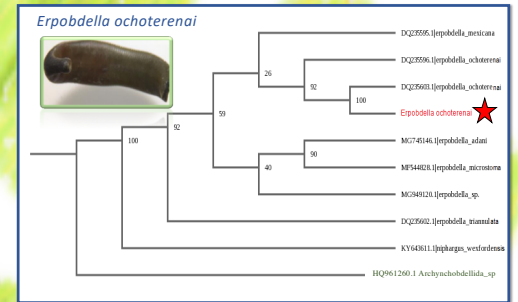 Erpobdella ochoterenai
DQ235595.1|erpobdella_mexicana
DQ235596.1|erpobdella_ochoterenai
26
92
DQ235603.1|erpobdella_ochoterenai
100
Erpobdella ochoterenai
59
92
MG745146.1|erpobdella_adani
100
90
MF544828.1|erpobdella_microstoma
40
MG949120.1|erpobdella_sp.
DQ235602.1|erpobdella_triannulata
KY643611.1|niphargus_wexfordensis
HQ961260.1 Archynchobdellida_sp